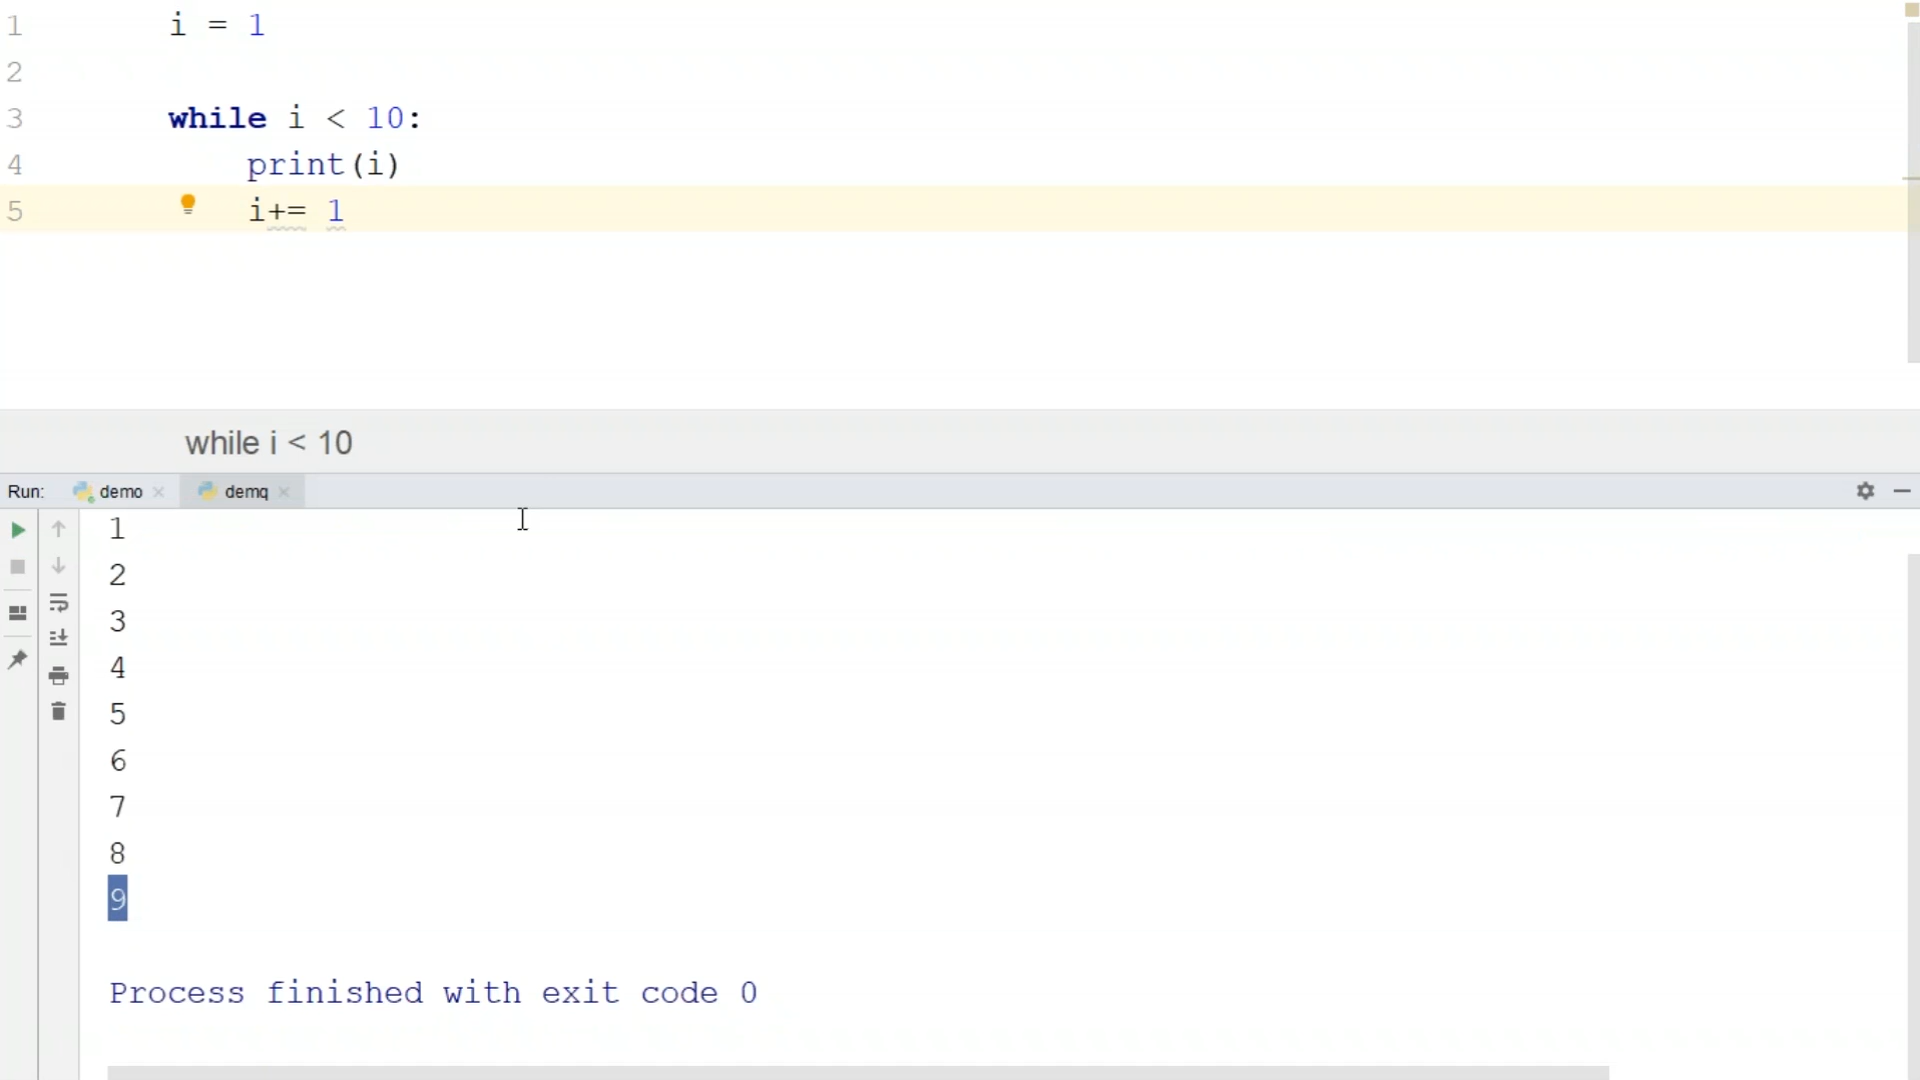 1 i = 1
2
3 while i < 10:
4 print(i)
5 i+= 1
while i < 10
Run: demo demq
1
2
3
4
5
6
7
8
9
Process finished with exit code 0